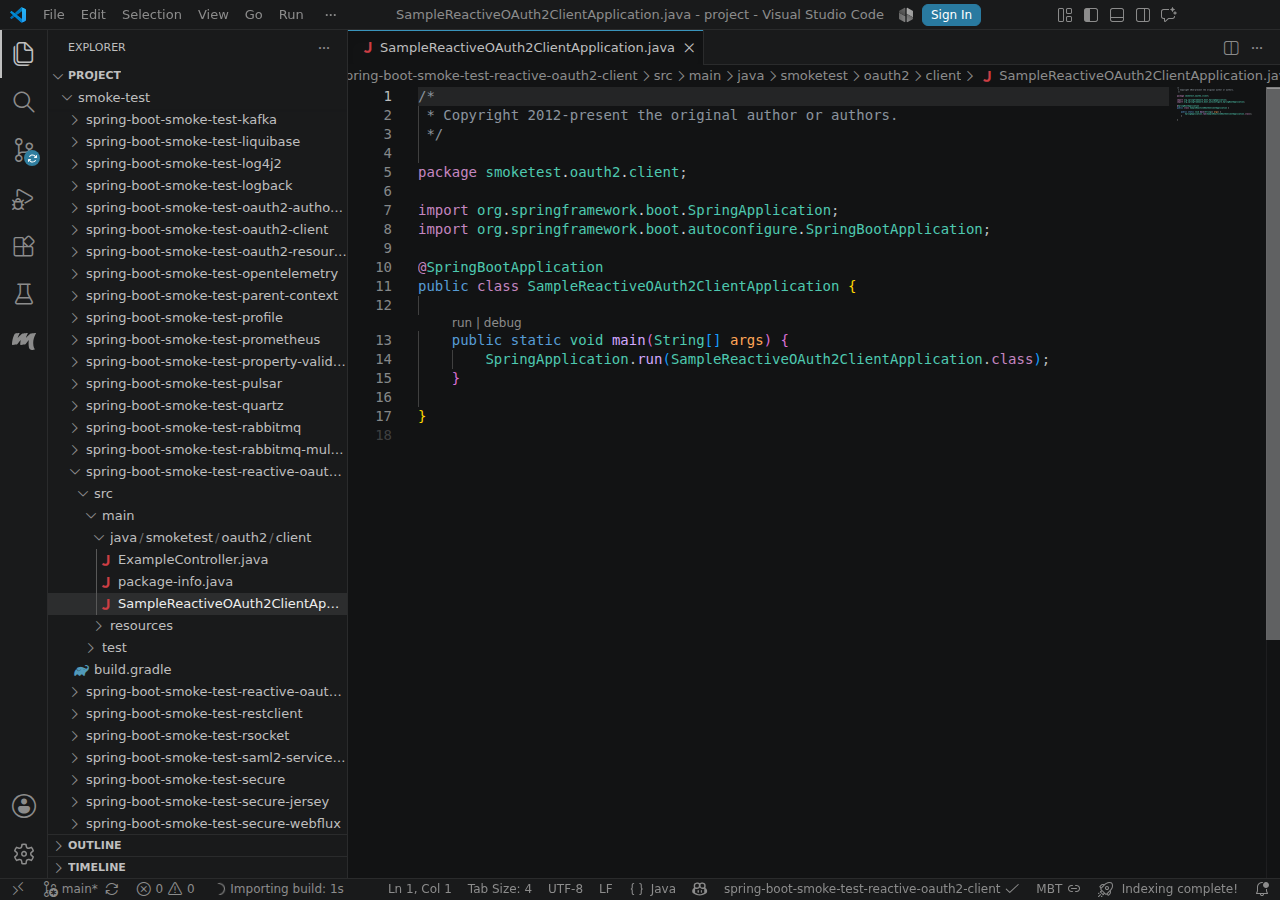 File Edit Selection View Go Run ··· SampleReactiveOAuth2ClientApplication.java - project - Visual Studio Code Sign In
EXPLORER
PROJECT
smoke-test
spring-boot-smoke-test-kafka
spring-boot-smoke-test-liquibase
spring-boot-smoke-test-log4j2
spring-boot-smoke-test-logback
spring-boot-smoke-test-oauth2-autho...
spring-boot-smoke-test-oauth2-client
spring-boot-smoke-test-oauth2-resour...
spring-boot-smoke-test-opentelemetry
spring-boot-smoke-test-parent-context
spring-boot-smoke-test-profile
spring-boot-smoke-test-prometheus
spring-boot-smoke-test-property-valid...
spring-boot-smoke-test-pulsar
spring-boot-smoke-test-quartz
spring-boot-smoke-test-rabbitmq
spring-boot-smoke-test-rabbitmq-mul...
spring-boot-smoke-test-reactive-oaut...
src
main
java/smoketest/oauth2/client
ExampleController.java
package-info.java
SampleReactiveOAuth2ClientAp...
resources
test
build.gradle
spring-boot-smoke-test-reactive-oaut...
spring-boot-smoke-test-restclient
spring-boot-smoke-test-rsocket
spring-boot-smoke-test-saml2-service...
spring-boot-smoke-test-secure
spring-boot-smoke-test-secure-jersey
spring-boot-smoke-test-secure-webflux
OUTLINE
TIMELINE
SampleReactiveOAuth2ClientApplication.java
pring-boot-smoke-test-reactive-oauth2-client > src > main > java > smoketest > oauth2 > client > SampleReactiveOAuth2ClientApplication.ja
1 /*
2 * Copyright 2012-present the original author or authors.
3 */
4
5 package smoketest.oauth2.client;
6
7 import org.springframework.boot.SpringApplication;
8 import org.springframework.boot.autoconfigure.SpringBootApplication;
9
10 @SpringBootApplication
11 public class SampleReactiveOAuth2ClientApplication {
12
run | debug
13 public static void main(String[] args) {
14 SpringApplication.run(SampleReactiveOAuth2ClientApplication.class);
15 }
16
17 }
18
main* 0 0 Importing build: 1s Ln 1, Col 1 Tab Size: 4 UTF-8 LF { } Java spring-boot-smoke-test-reactive-oauth2-client MBT Indexing complete!